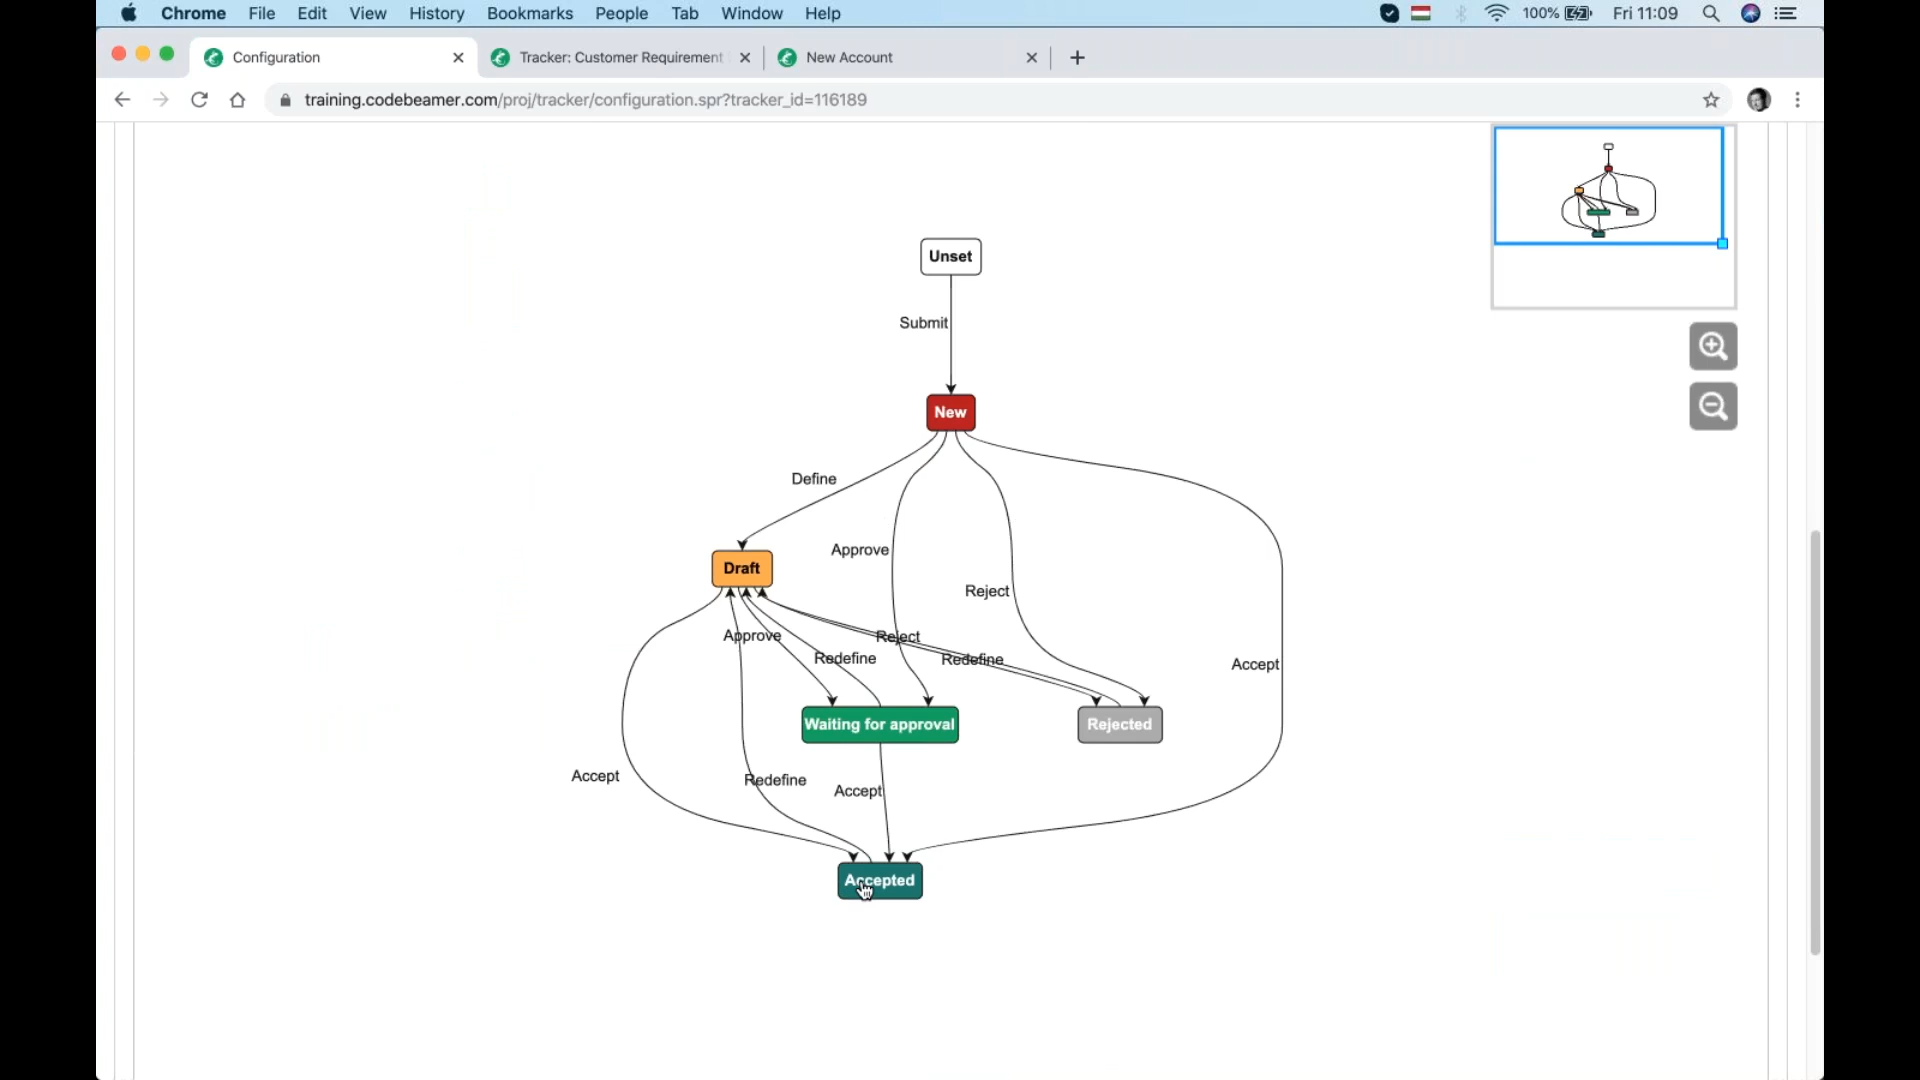 Chrome File Edit View History Bookmarks People Tab Window Help 100% Fri 11:09
Configuration Tracker: Customer Requirement New Account
training.codebeamer.com/proj/tracker/configuration.spr?tracker_id=116189
Unset
Submit
New
Define
Approve
Draft
Reject
Approve Reject
Redefine Redefine
Accept
Waiting for approval Rejected
Accept Redefine Accept
Accepted